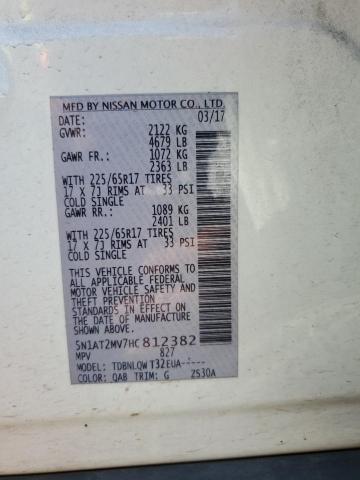 MFD BY NISSAN MOTOR CO., LTD.
DATE: 03/17
GVWR: 2122 KG
4679 LB
GAWR FR.: 1072 KG
2363 LB
WITH 225/65R17 TIRES
17 X 7J RIMS AT 33 PSI
COLD SINGLE
GAWR RR.: 1089 KG
2401 LB
WITH 225/65R17 TIRES
17 X 7J RIMS AT 33 PSI
COLD SINGLE
THIS VEHICLE CONFORMS TO
ALL APPLICABLE FEDERAL
MOTOR VEHICLE SAFETY AND
THEFT PREVENTION
STANDARDS IN EFFECT ON
THE DATE OF MANUFACTURE
SHOWN ABOVE.
5N1AT2MV7HC812382
MPV 827
MODEL: TDBNLQW T32EUA-----
COLOR: QAB TRIM: G Z530A